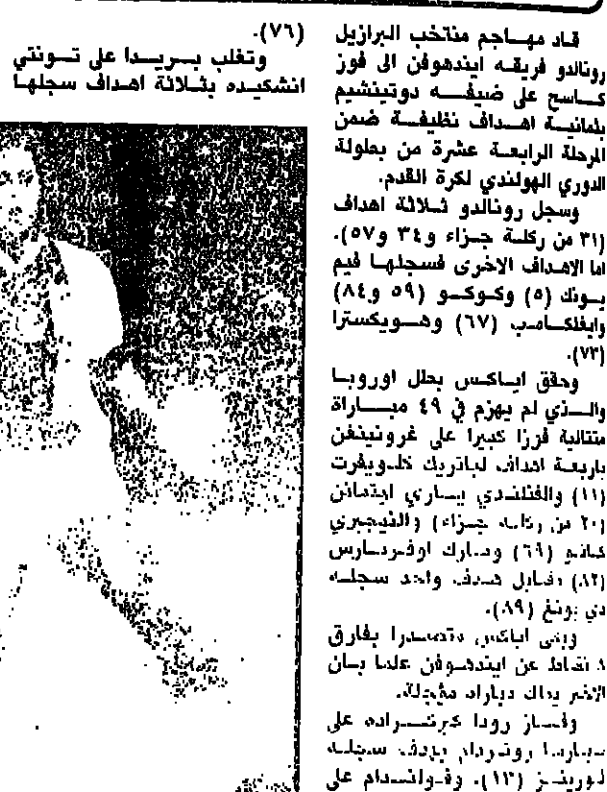 قاد مهاجم منتخب البرازيل
رونالدو فريقه ايندهوفن الى فوز
كاسح على ضيفه دوتينشيم
بثمانية اهداف نظيفة ضمن
المرحلة الرابعة عشرة من بطولة
الدوري الهولندي لكرة القدم.
وسجل رونالدو ثلاثة اهداف
(٣١ من ركلة جزاء و٣٤ و٥٧).
اما الاهداف الاخرى فسجلها فيم
يونك (٥) وكوكو (٥٩ و٨٤)
وايفلكامب (٦٧) وهويكسترا
(٧٣).
وحقق اياكس بطل اوروبا
والذي لم يهزم في ٤٩ مباراة
متتالية فوزا كبيرا على غرونينغن
باربعة اهداف لباتريك كلويفرت
(١١) والفنلندي ياري ليتمانن
(٢٠ من ركلة جزاء) والنيجيري
كانو (٦٩) ومارك اوفرمارس
(٨٢) مقابل هدف واحد سجله
دي يونغ (٨٩).
وبقى اياكس متصدرا بفارق
نقاط عن ايندهوفن علما بان
الاخير يملك مباراة مؤجلة.
وفاز رودا كيركراده على
سبارتا روتردام بهدف سجله
(١٣). وفولندام على
(٧٦).
وتغلب بريدا على تونتي
انشكيده بثلاثة اهداف سجلها